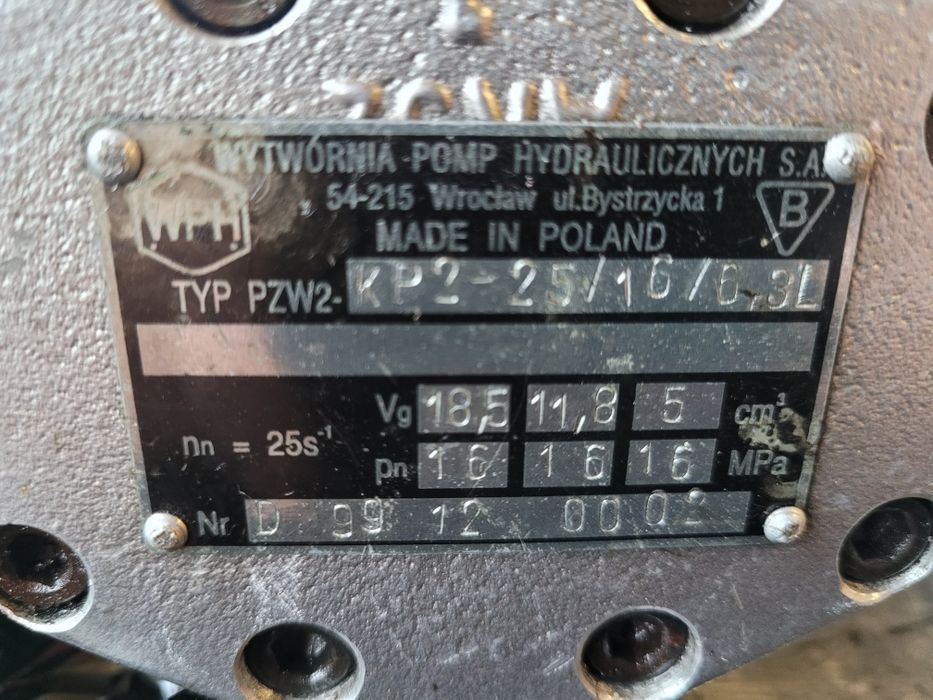 WYTWÓRNIA POMP HYDRAULICZNYCH S.A.
WPH
54-215 Wrocław ul.Bystrzycka 1
B
MADE IN POLAND
TYP PZW2- KP2-25/16/6,3L
Vg 18,5 11,8 5 cm³
nn = 25s⁻¹
pn 16 16 16 MPa
Nr D 99 12 0002